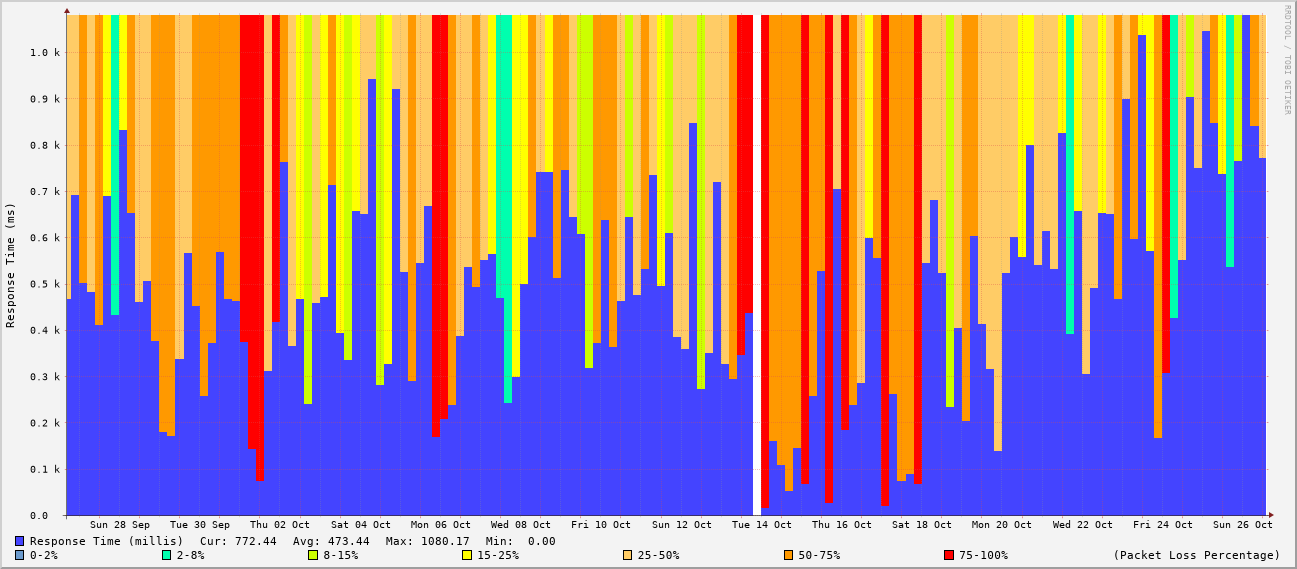 RRDTOOL / TOBI OETIKER
Response Time (ms)
1.0 k
0.9 k
0.8 k
0.7 k
0.6 k
0.5 k
0.4 k
0.3 k
0.2 k
0.1 k
0.0
Sun 28 Sep Tue 30 Sep Thu 02 Oct Sat 04 Oct Mon 06 Oct Wed 08 Oct Fri 10 Oct Sun 12 Oct Tue 14 Oct Thu 16 Oct Sat 18 Oct Mon 20 Oct Wed 22 Oct Fri 24 Oct Sun 26 Oct
Response Time (millis) Cur: 772.44 Avg: 473.44 Max: 1080.17 Min: 0.00
0-2% 2-8% 8-15% 15-25% 25-50% 50-75% 75-100% (Packet Loss Percentage)